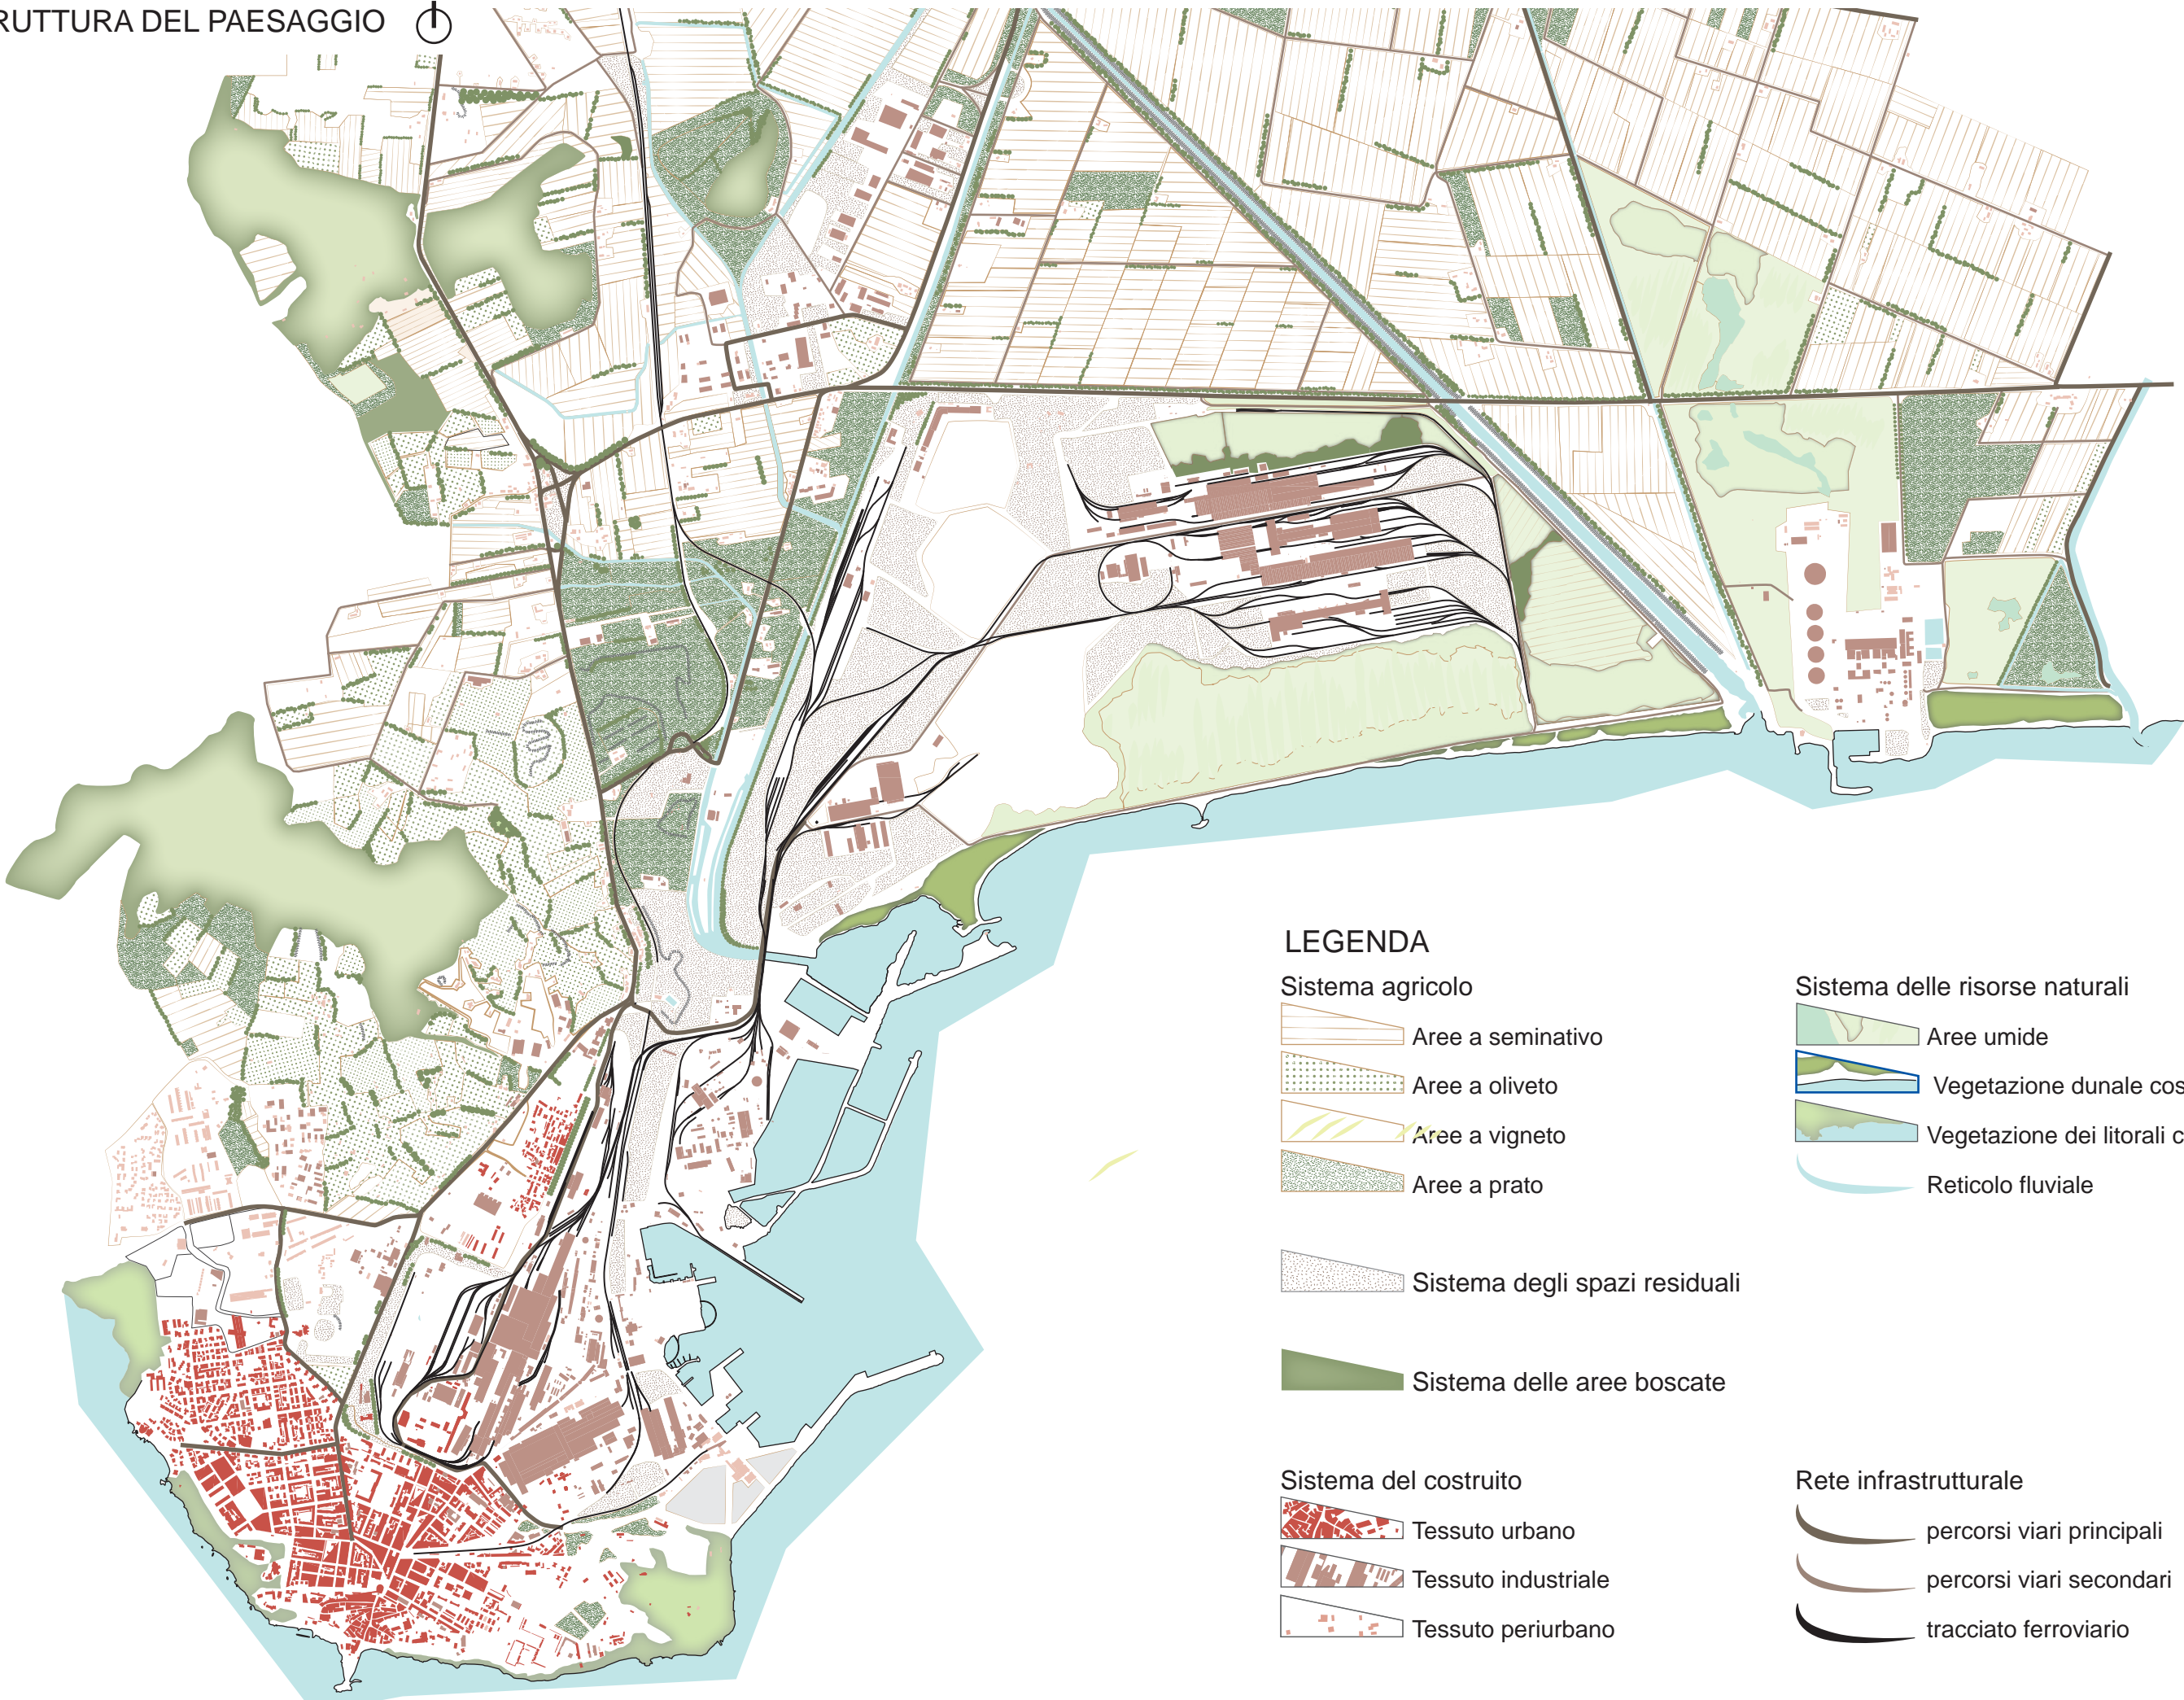 RUTTURA DEL PAESAGGIO
LEGENDA
Sistema agricolo
Aree a seminativo
Aree a oliveto
Aree a vigneto
Aree a prato
Sistema degli spazi residuali
Sistema delle aree boscate
Sistema del costruito
Tessuto urbano
Tessuto industriale
Tessuto periurbano
Sistema delle risorse naturali
Aree umide
Vegetazione dunale cos
Vegetazione dei litorali c
Reticolo fluviale
Rete infrastrutturale
percorsi viari principali
percorsi viari secondari
tracciato ferroviario